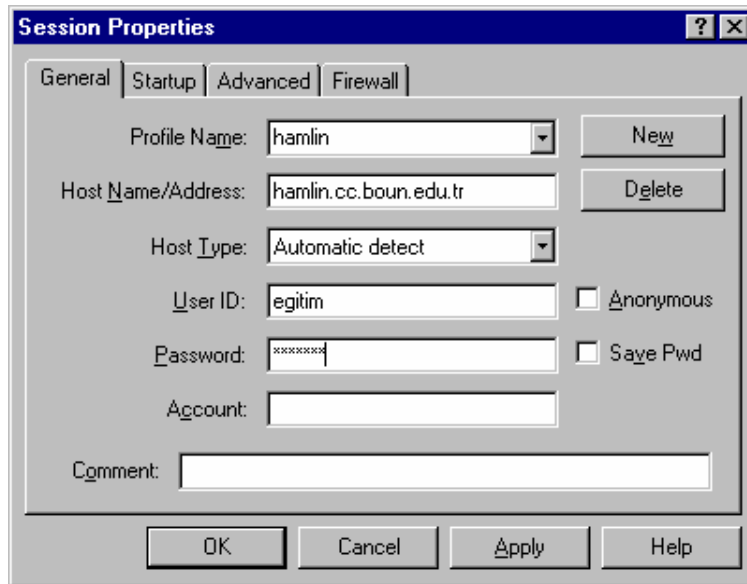 Session Properties
General Startup Advanced Firewall
Profile Name: hamlin New
Host Name/Address: hamlin.cc.boun.edu.tr Delete
Host Type: Automatic detect
User ID: egitim Anonymous
Password: ******* Save Pwd
Account:
Comment:
OK Cancel Apply Help